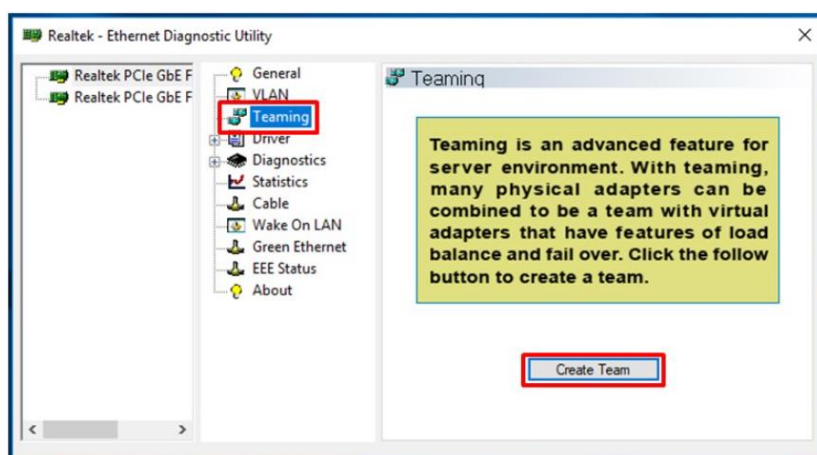 Realtek - Ethernet Diagnostic Utility
Realtek PCIe GbE F
Realtek PCIe GbE F
General
VLAN
Teaming
Driver
Diagnostics
Statistics
Cable
Wake On LAN
Green Ethernet
EEE Status
About
Teaming
Teaming is an advanced feature for
server environment. With teaming,
many physical adapters can be
combined to be a team with virtual
adapters that have features of load
balance and fail over. Click the follow
button to create a team.
Create Team